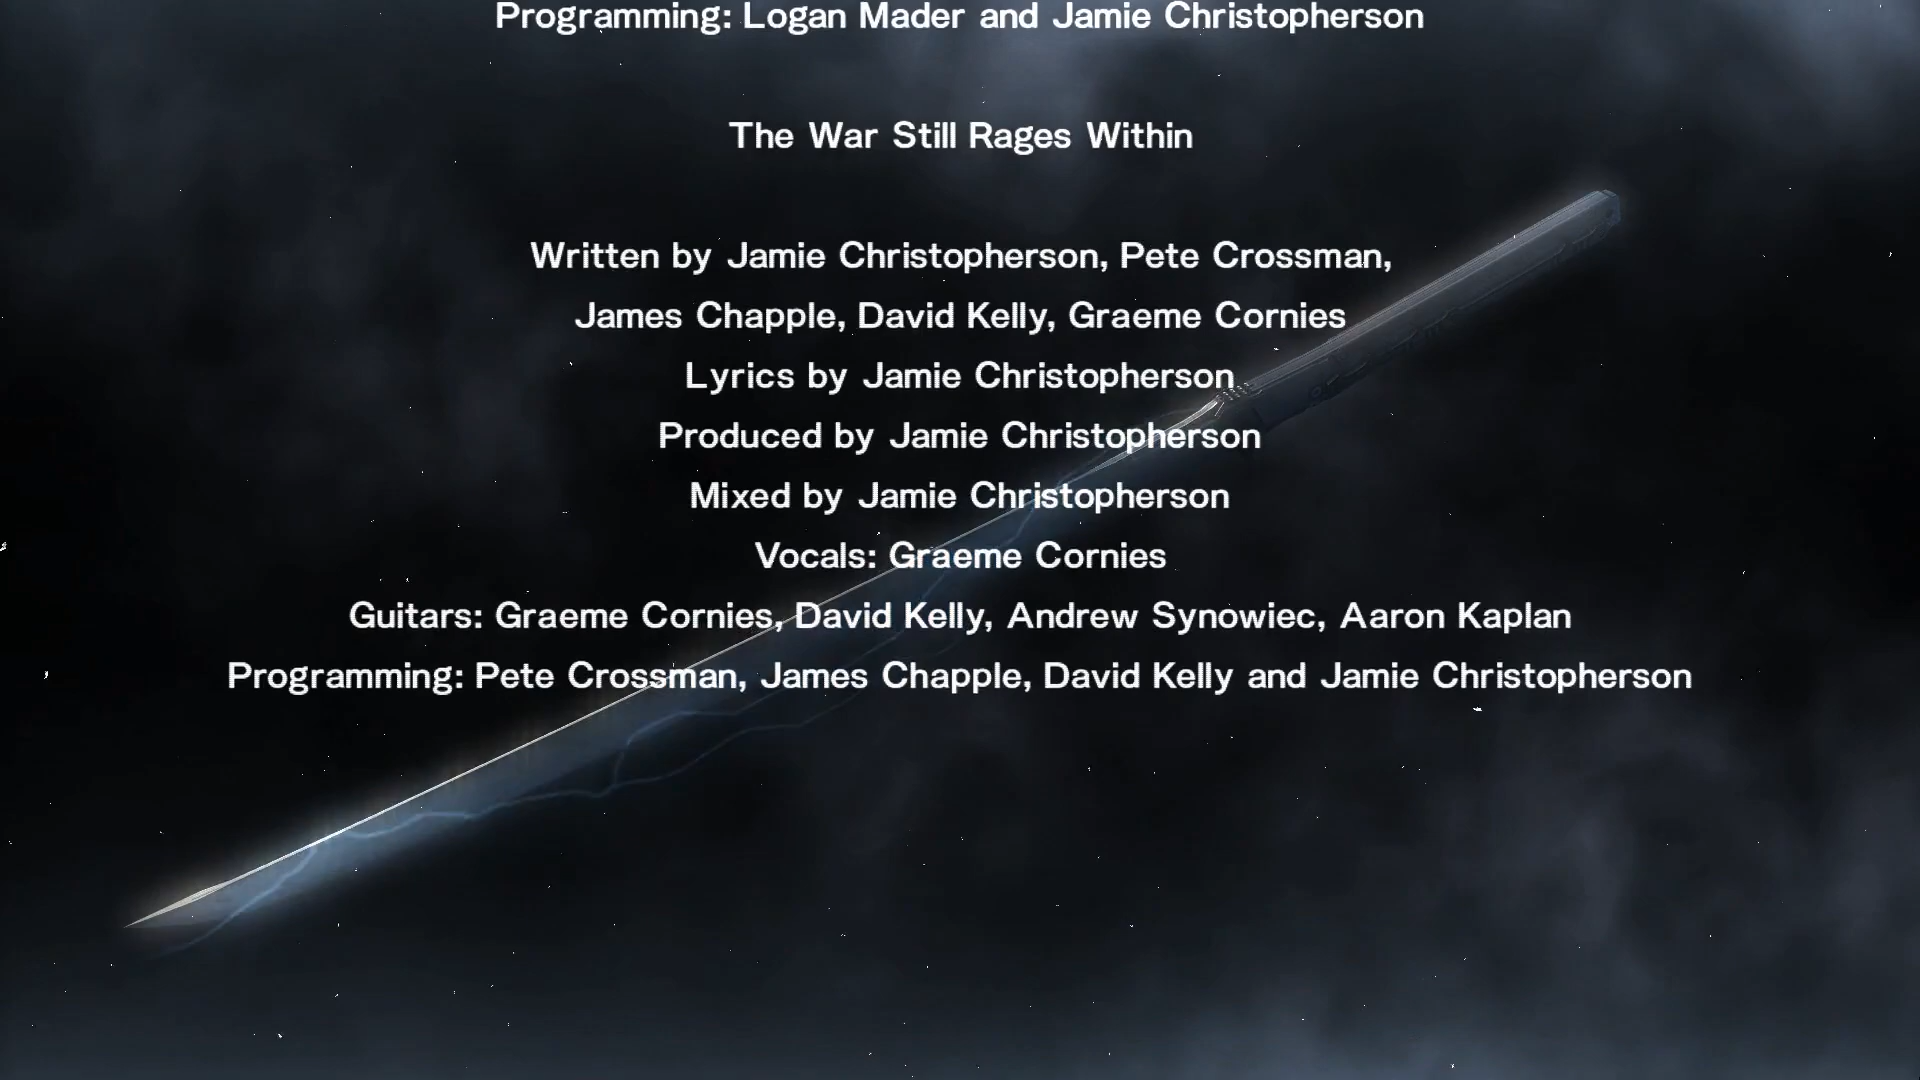 Programming: Logan Mader and Jamie Christopherson
The War Still Rages Within
Written by Jamie Christopherson, Pete Crossman,
James Chapple, David Kelly, Graeme Cornies
Lyrics by Jamie Christopherson
Produced by Jamie Christopherson
Mixed by Jamie Christopherson
Vocals: Graeme Cornies
Guitars: Graeme Cornies, David Kelly, Andrew Synowiec, Aaron Kaplan
Programming: Pete Crossman, James Chapple, David Kelly and Jamie Christopherson